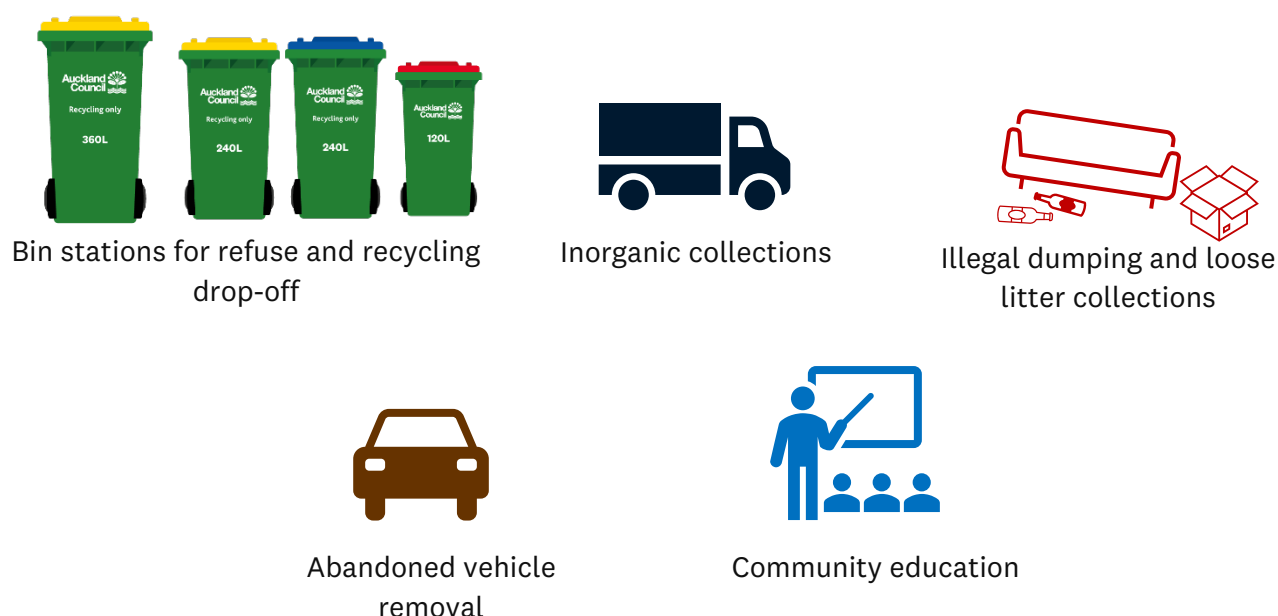 Auckland
Council
Recycling only
360L
Auckland
Council
Recycling only
240L
Auckland
Council
Recycling only
240L
Auckland
Council
Recycling only
120L
Bin stations for refuse and recycling
drop-off
Inorganic collections
Illegal dumping and loose
litter collections
Abandoned vehicle
removal
Community education